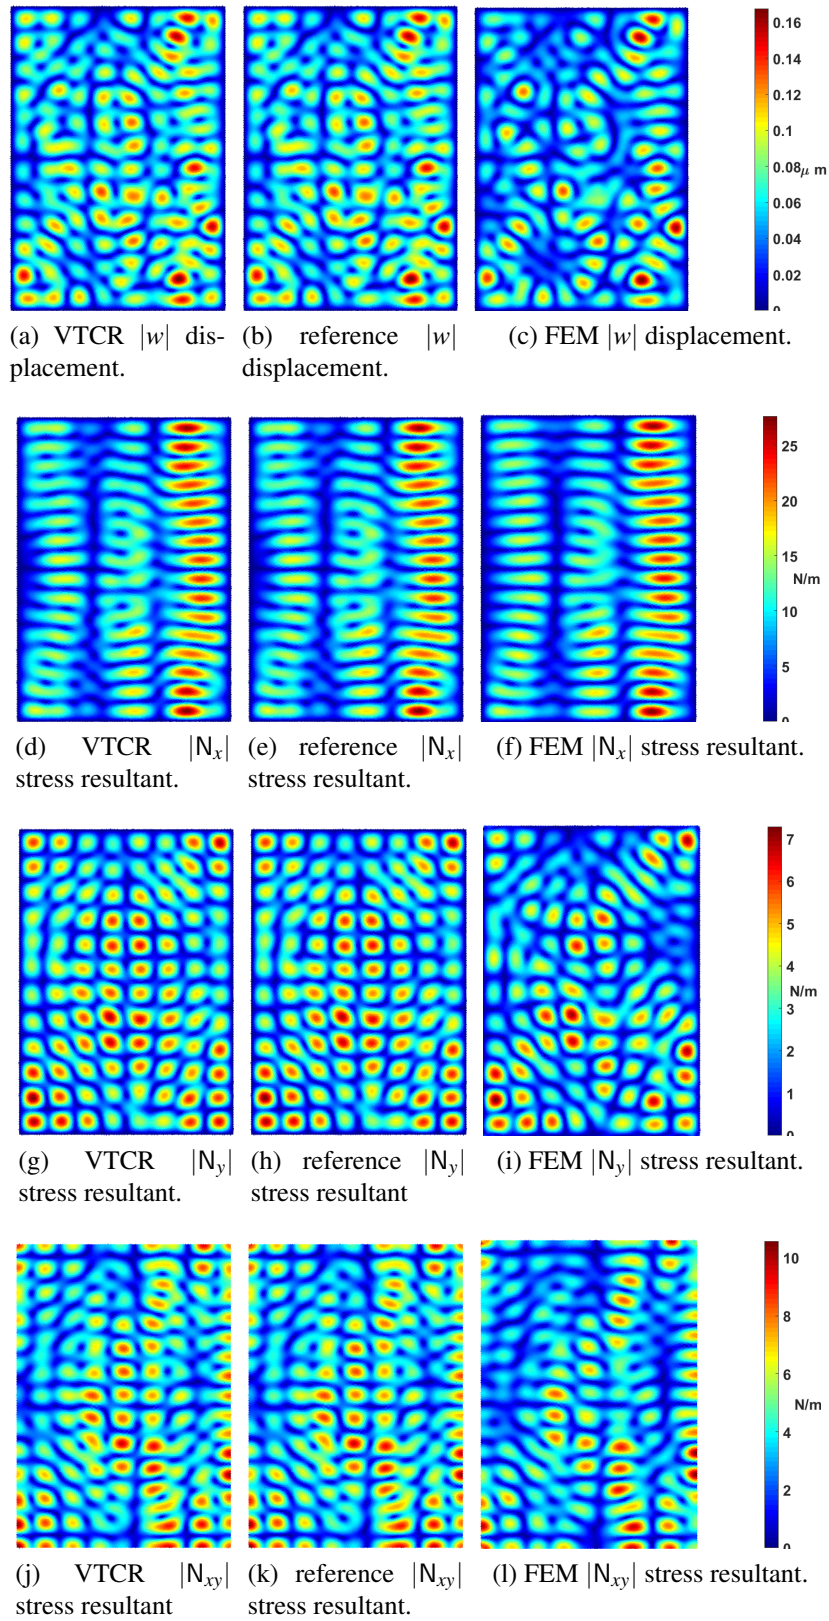 0.16
0.14
0.12
0.1
0.08 μ m
0.06
0.04
0.02
0
(a) VTCR |w| dis-
placement.
(b) reference |w|
displacement.
(c) FEM |w| displacement.
25
20
15
N/m
10
5
0
(d) VTCR |Nx|
stress resultant.
(e) reference |Nx|
stress resultant.
(f) FEM |Nx| stress resultant.
7
6
5
4
N/m
3
2
1
0
(g) VTCR |Ny|
stress resultant.
(h) reference |Ny|
stress resultant
(i) FEM |Ny| stress resultant.
10
8
6
N/m
4
2
0
(j) VTCR |Nxy|
stress resultant
(k) reference |Nxy|
stress resultant.
(l) FEM |Nxy| stress resultant.